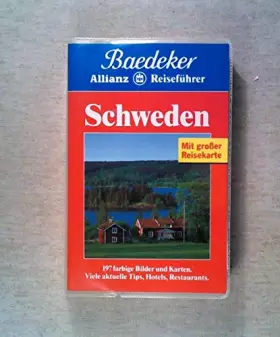 Baedeker
Allianz Reiseführer
Schweden
Mit großer
Reisekarte
197 farbige Bilder und Karten.
Viele aktuelle Tips, Hotels, Restaurants.